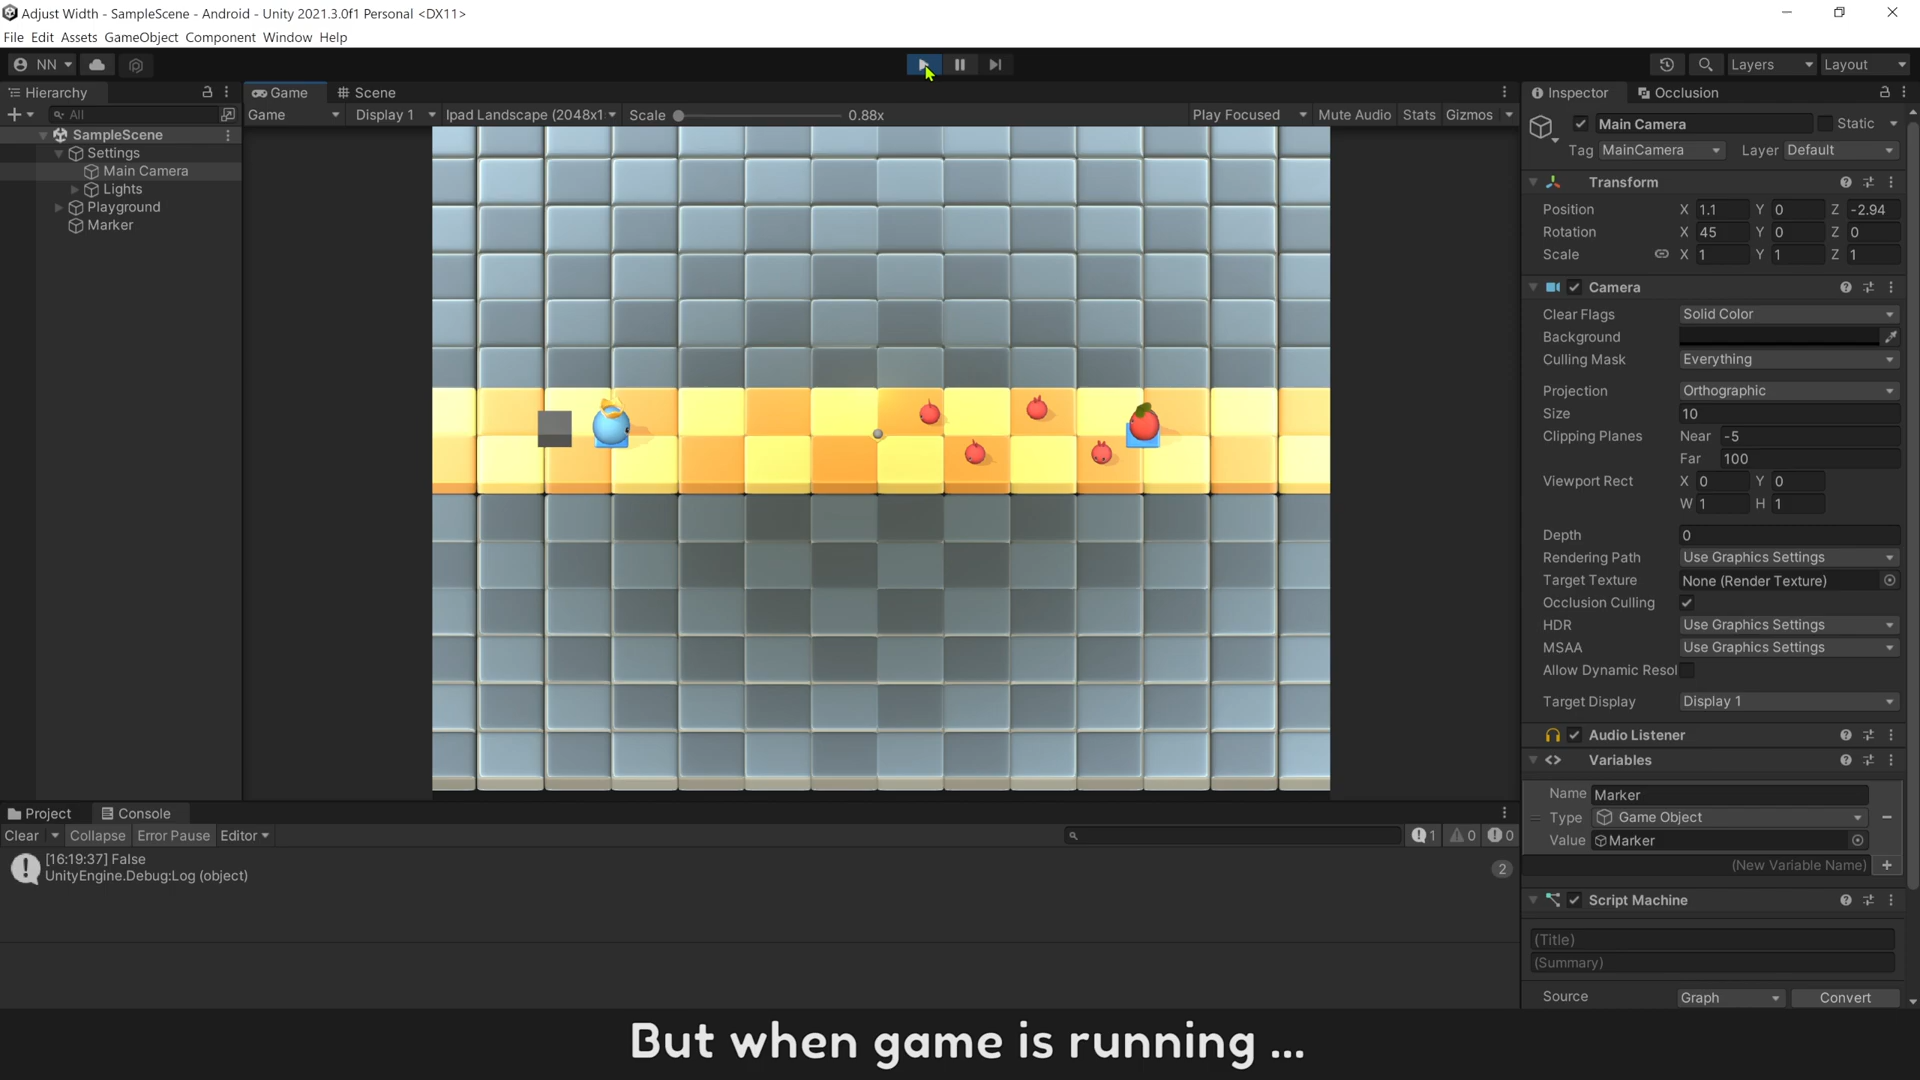 Adjust Width - SampleScene - Android - Unity 2021.3.0f1 Personal <DX11>
File Edit Assets GameObject Component Window Help
NN
Layers
Layout
Hierarchy
Game
Scene
Inspector
Occlusion
All
Game
Display 1
Ipad Landscape (2048x1
Scale
0.88x
Play Focused
Mute Audio
Stats
Gizmos
SampleScene
Settings
Main Camera
Lights
Playground
Marker
Main Camera
Static
Tag MainCamera Layer Default
Transform
Position X 1.1 Y 0 Z -2.94
Rotation X 45 Y 0 Z 0
Scale X 1 Y 1 Z 1
Camera
Clear Flags Solid Color
Background
Culling Mask Everything
Projection Orthographic
Size 10
Clipping Planes Near -5
Far 100
Viewport Rect X 0 Y 0
W 1 H 1
Depth 0
Rendering Path Use Graphics Settings
Target Texture None (Render Texture)
Occlusion Culling
HDR Use Graphics Settings
MSAA Use Graphics Settings
Allow Dynamic Resol
Target Display Display 1
Audio Listener
Variables
Name Marker
Type Game Object
Value Marker
(New Variable Name)
Script Machine
(Title)
(Summary)
Source Graph Convert
Project
Console
Clear
Collapse
Error Pause
Editor
1
0
0
[16:19:37] False
UnityEngine.Debug:Log (object)
2
But when game is running ...